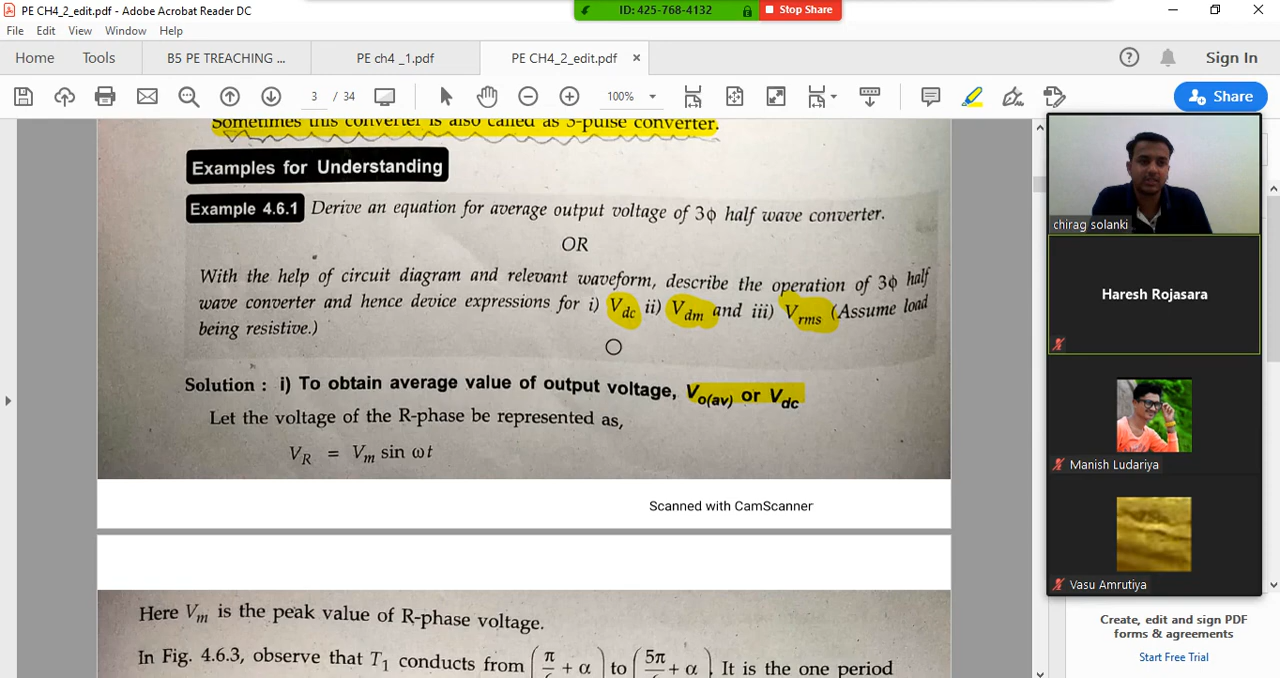 PE CH4_2_edit.pdf - Adobe Acrobat Reader DC
ID: 425-768-4132
Stop Share
File Edit View Window Help
Home Tools B5 PE TREACHING ... PE ch4 _1.pdf PE CH4_2_edit.pdf × Sign In
3 / 34 100% Share
Sometimes this converter is also called as 3-pulse converter.
Examples for Understanding
Example 4.6.1 Derive an equation for average output voltage of 3ϕ half wave converter.
OR
With the help of circuit diagram and relevant waveform, describe the operation of 3ϕ half
wave converter and hence device expressions for i) Vdc ii) Vdm and iii) Vrms (Assume load
being resistive.)
Solution : i) To obtain average value of output voltage, Vo(av) or Vdc
Let the voltage of the R-phase be represented as,
VR = Vm sin ωt
Scanned with CamScanner
Here Vm is the peak value of R-phase voltage.
In Fig. 4.6.3, observe that T1 conducts from (π/6 + α) to (5π/6 + α). It is the one period
chirag solanki
Haresh Rojasara
Manish Ludariya
Vasu Amrutiya
Create, edit and sign PDF
forms & agreements
Start Free Trial